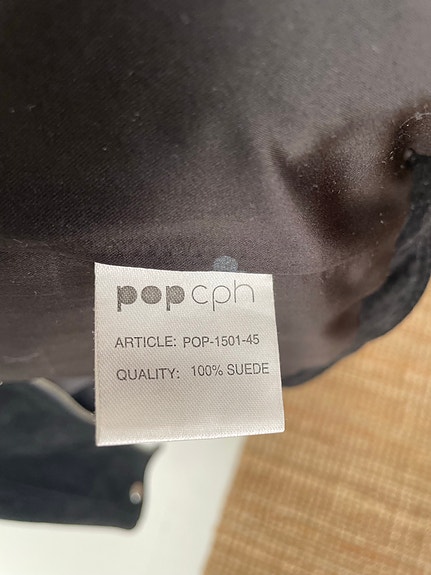 popcph
ARTICLE: POP-1501-45
QUALITY: 100% SUEDE